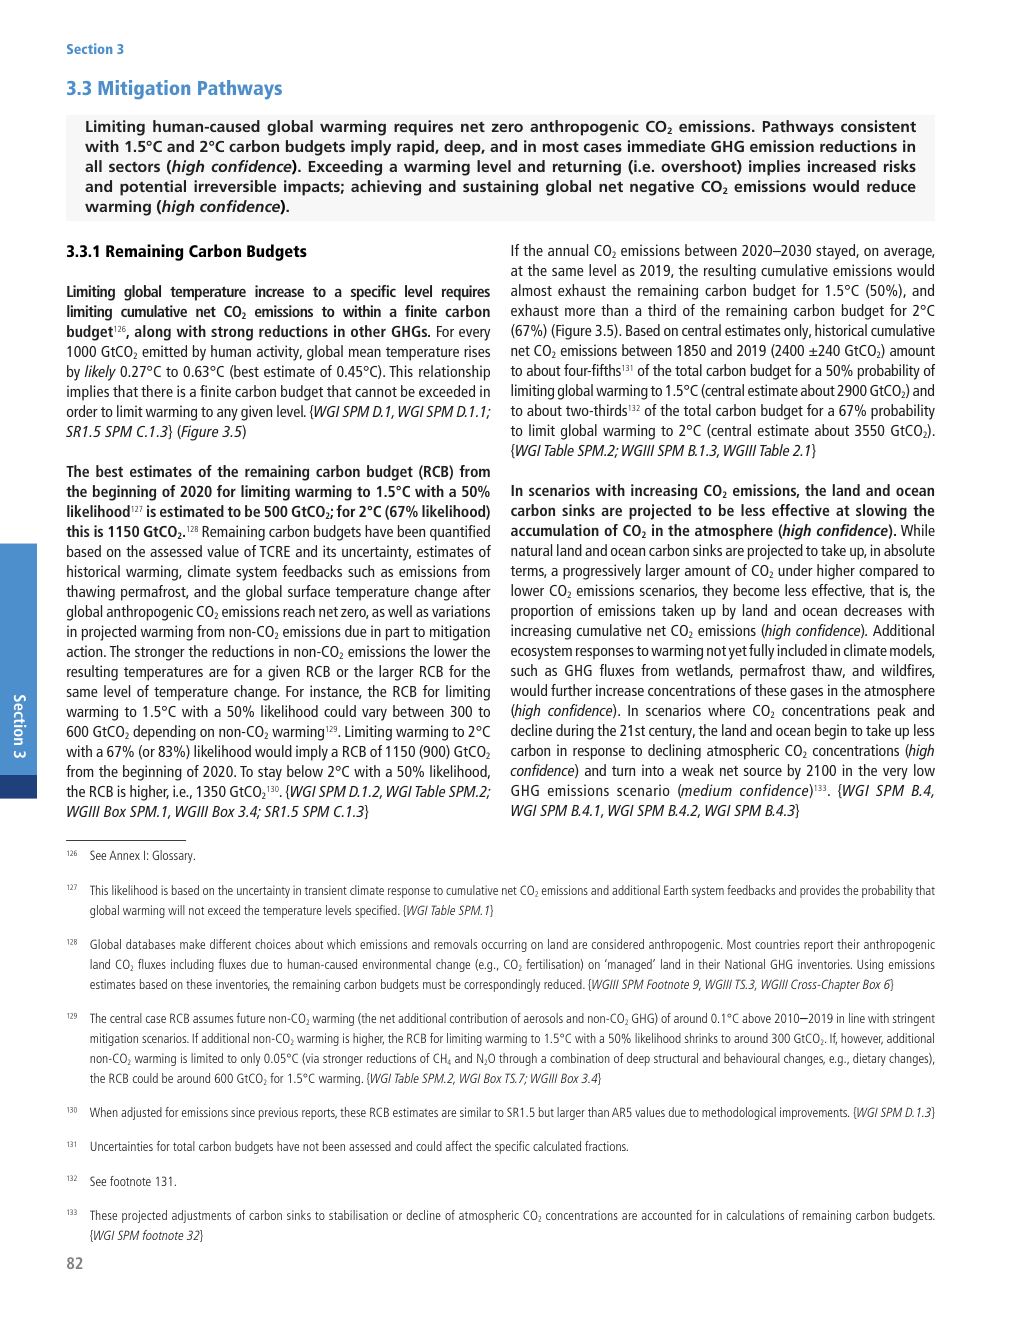 Section 3
3.3 Mitigation Pathways
Limiting human-caused global warming requires net zero anthropogenic CO₂ emissions. Pathways consistent
with 1.5°C and 2°C carbon budgets imply rapid, deep, and in most cases immediate GHG emission reductions in
all sectors (high confidence). Exceeding a warming level and returning (i.e. overshoot) implies increased risks
and potential irreversible impacts; achieving and sustaining global net negative CO₂ emissions would reduce
warming (high confidence).
3.3.1 Remaining Carbon Budgets
Limiting global temperature increase to a specific level requires
limiting cumulative net CO₂ emissions to within a finite carbon
budget¹²⁶, along with strong reductions in other GHGs. For every
1000 GtCO₂ emitted by human activity, global mean temperature rises
by likely 0.27°C to 0.63°C (best estimate of 0.45°C). This relationship
implies that there is a finite carbon budget that cannot be exceeded in
order to limit warming to any given level. {WGI SPM D.1, WGI SPM D.1.1;
SR1.5 SPM C.1.3} (Figure 3.5)
The best estimates of the remaining carbon budget (RCB) from
the beginning of 2020 for limiting warming to 1.5°C with a 50%
likelihood¹²⁷ is estimated to be 500 GtCO₂; for 2°C (67% likelihood)
this is 1150 GtCO₂.¹²⁸ Remaining carbon budgets have been quantified
based on the assessed value of TCRE and its uncertainty, estimates of
historical warming, climate system feedbacks such as emissions from
thawing permafrost, and the global surface temperature change after
global anthropogenic CO₂ emissions reach net zero, as well as variations
in projected warming from non-CO₂ emissions due in part to mitigation
action. The stronger the reductions in non-CO₂ emissions the lower the
resulting temperatures are for a given RCB or the larger RCB for the
same level of temperature change. For instance, the RCB for limiting
warming to 1.5°C with a 50% likelihood could vary between 300 to
600 GtCO₂ depending on non-CO₂ warming¹²⁹. Limiting warming to 2°C
with a 67% (or 83%) likelihood would imply a RCB of 1150 (900) GtCO₂
from the beginning of 2020. To stay below 2°C with a 50% likelihood,
the RCB is higher, i.e., 1350 GtCO₂¹³⁰. {WGI SPM D.1.2, WGI Table SPM.2;
WGIII Box SPM.1, WGIII Box 3.4; SR1.5 SPM C.1.3}
If the annual CO₂ emissions between 2020–2030 stayed, on average,
at the same level as 2019, the resulting cumulative emissions would
almost exhaust the remaining carbon budget for 1.5°C (50%), and
exhaust more than a third of the remaining carbon budget for 2°C
(67%) (Figure 3.5). Based on central estimates only, historical cumulative
net CO₂ emissions between 1850 and 2019 (2400 ±240 GtCO₂) amount
to about four-fifths¹³¹ of the total carbon budget for a 50% probability of
limiting global warming to 1.5°C (central estimate about 2900 GtCO₂) and
to about two-thirds¹³² of the total carbon budget for a 67% probability
to limit global warming to 2°C (central estimate about 3550 GtCO₂).
{WGI Table SPM.2; WGIII SPM B.1.3, WGIII Table 2.1}
In scenarios with increasing CO₂ emissions, the land and ocean
carbon sinks are projected to be less effective at slowing the
accumulation of CO₂ in the atmosphere (high confidence). While
natural land and ocean carbon sinks are projected to take up, in absolute
terms, a progressively larger amount of CO₂ under higher compared to
lower CO₂ emissions scenarios, they become less effective, that is, the
proportion of emissions taken up by land and ocean decreases with
increasing cumulative net CO₂ emissions (high confidence). Additional
ecosystem responses to warming not yet fully included in climate models,
such as GHG fluxes from wetlands, permafrost thaw, and wildfires,
would further increase concentrations of these gases in the atmosphere
(high confidence). In scenarios where CO₂ concentrations peak and
decline during the 21st century, the land and ocean begin to take up less
carbon in response to declining atmospheric CO₂ concentrations (high
confidence) and turn into a weak net source by 2100 in the very low
GHG emissions scenario (medium confidence)¹³³. {WGI SPM B.4,
WGI SPM B.4.1, WGI SPM B.4.2, WGI SPM B.4.3}
Section 3
126 See Annex I: Glossary.
127 This likelihood is based on the uncertainty in transient climate response to cumulative net CO₂ emissions and additional Earth system feedbacks and provides the probability that
global warming will not exceed the temperature levels specified. {WGI Table SPM.1}
128 Global databases make different choices about which emissions and removals occurring on land are considered anthropogenic. Most countries report their anthropogenic
land CO₂ fluxes including fluxes due to human-caused environmental change (e.g., CO₂ fertilisation) on ‘managed’ land in their National GHG inventories. Using emissions
estimates based on these inventories, the remaining carbon budgets must be correspondingly reduced. {WGIII SPM Footnote 9, WGIII TS.3, WGIII Cross-Chapter Box 6}
129 The central case RCB assumes future non-CO₂ warming (the net additional contribution of aerosols and non-CO₂ GHG) of around 0.1°C above 2010–2019 in line with stringent
mitigation scenarios. If additional non-CO₂ warming is higher, the RCB for limiting warming to 1.5°C with a 50% likelihood shrinks to around 300 GtCO₂. If, however, additional
non-CO₂ warming is limited to only 0.05°C (via stronger reductions of CH₄ and N₂O through a combination of deep structural and behavioural changes, e.g., dietary changes),
the RCB could be around 600 GtCO₂ for 1.5°C warming. {WGI Table SPM.2, WGI Box TS.7; WGIII Box 3.4}
130 When adjusted for emissions since previous reports, these RCB estimates are similar to SR1.5 but larger than AR5 values due to methodological improvements. {WGI SPM D.1.3}
131 Uncertainties for total carbon budgets have not been assessed and could affect the specific calculated fractions.
132 See footnote 131.
133 These projected adjustments of carbon sinks to stabilisation or decline of atmospheric CO₂ concentrations are accounted for in calculations of remaining carbon budgets.
{WGI SPM footnote 32}
82